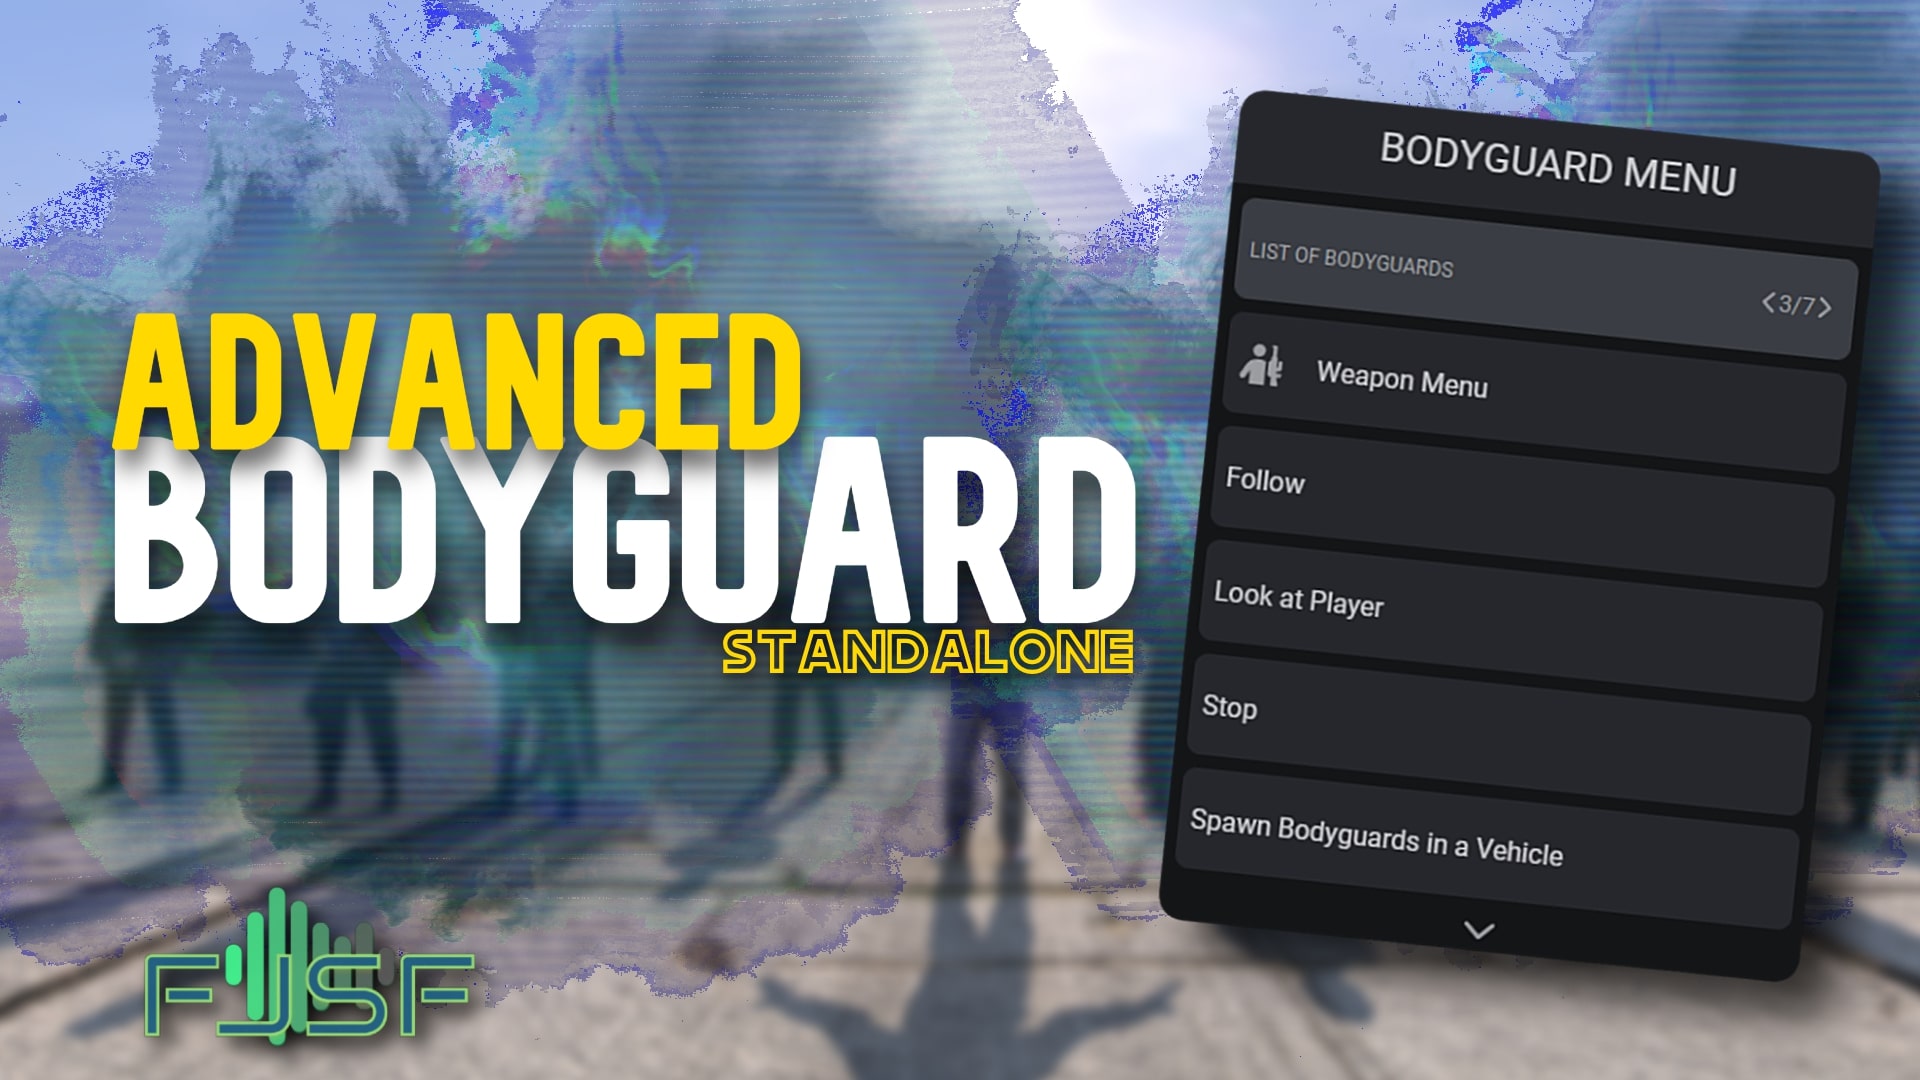 ADVANCED
BODYGUARD
STANDALONE
FJSF
BODYGUARD MENU
LIST OF BODYGUARDS
<3/7>
Weapon Menu
Follow
Look at Player
Stop
Spawn Bodyguards in a Vehicle